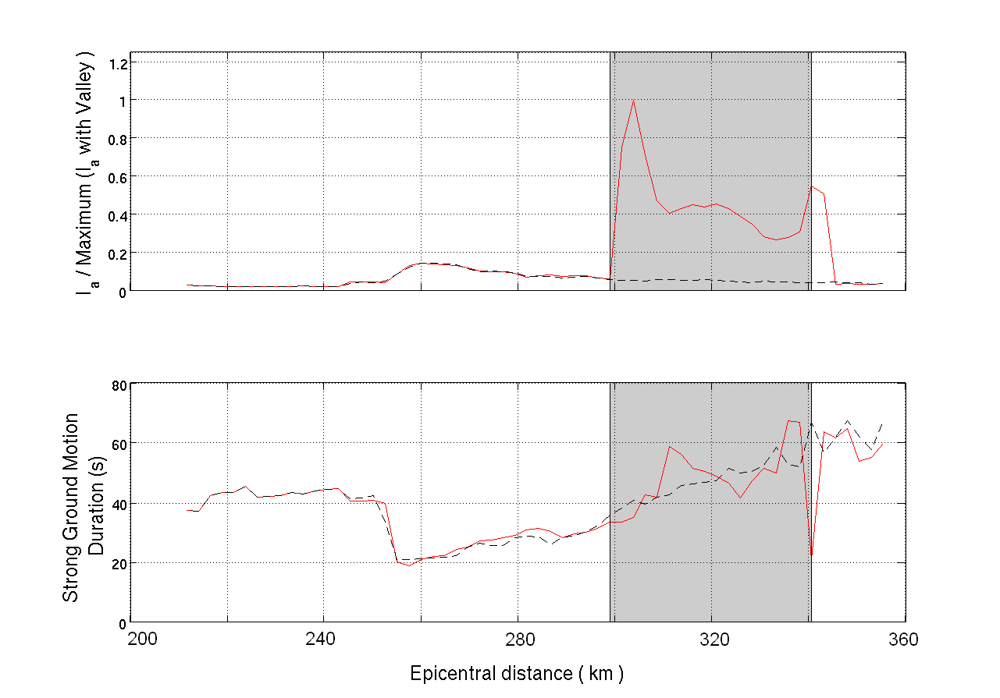 I a / Maximum ( I a with Valley )
1.2
1
0.8
0.6
0.4
0.2
0
Strong Ground Motion
Duration (s)
80
60
40
20
0
200 240 280 320 360
Epicentral distance ( km )